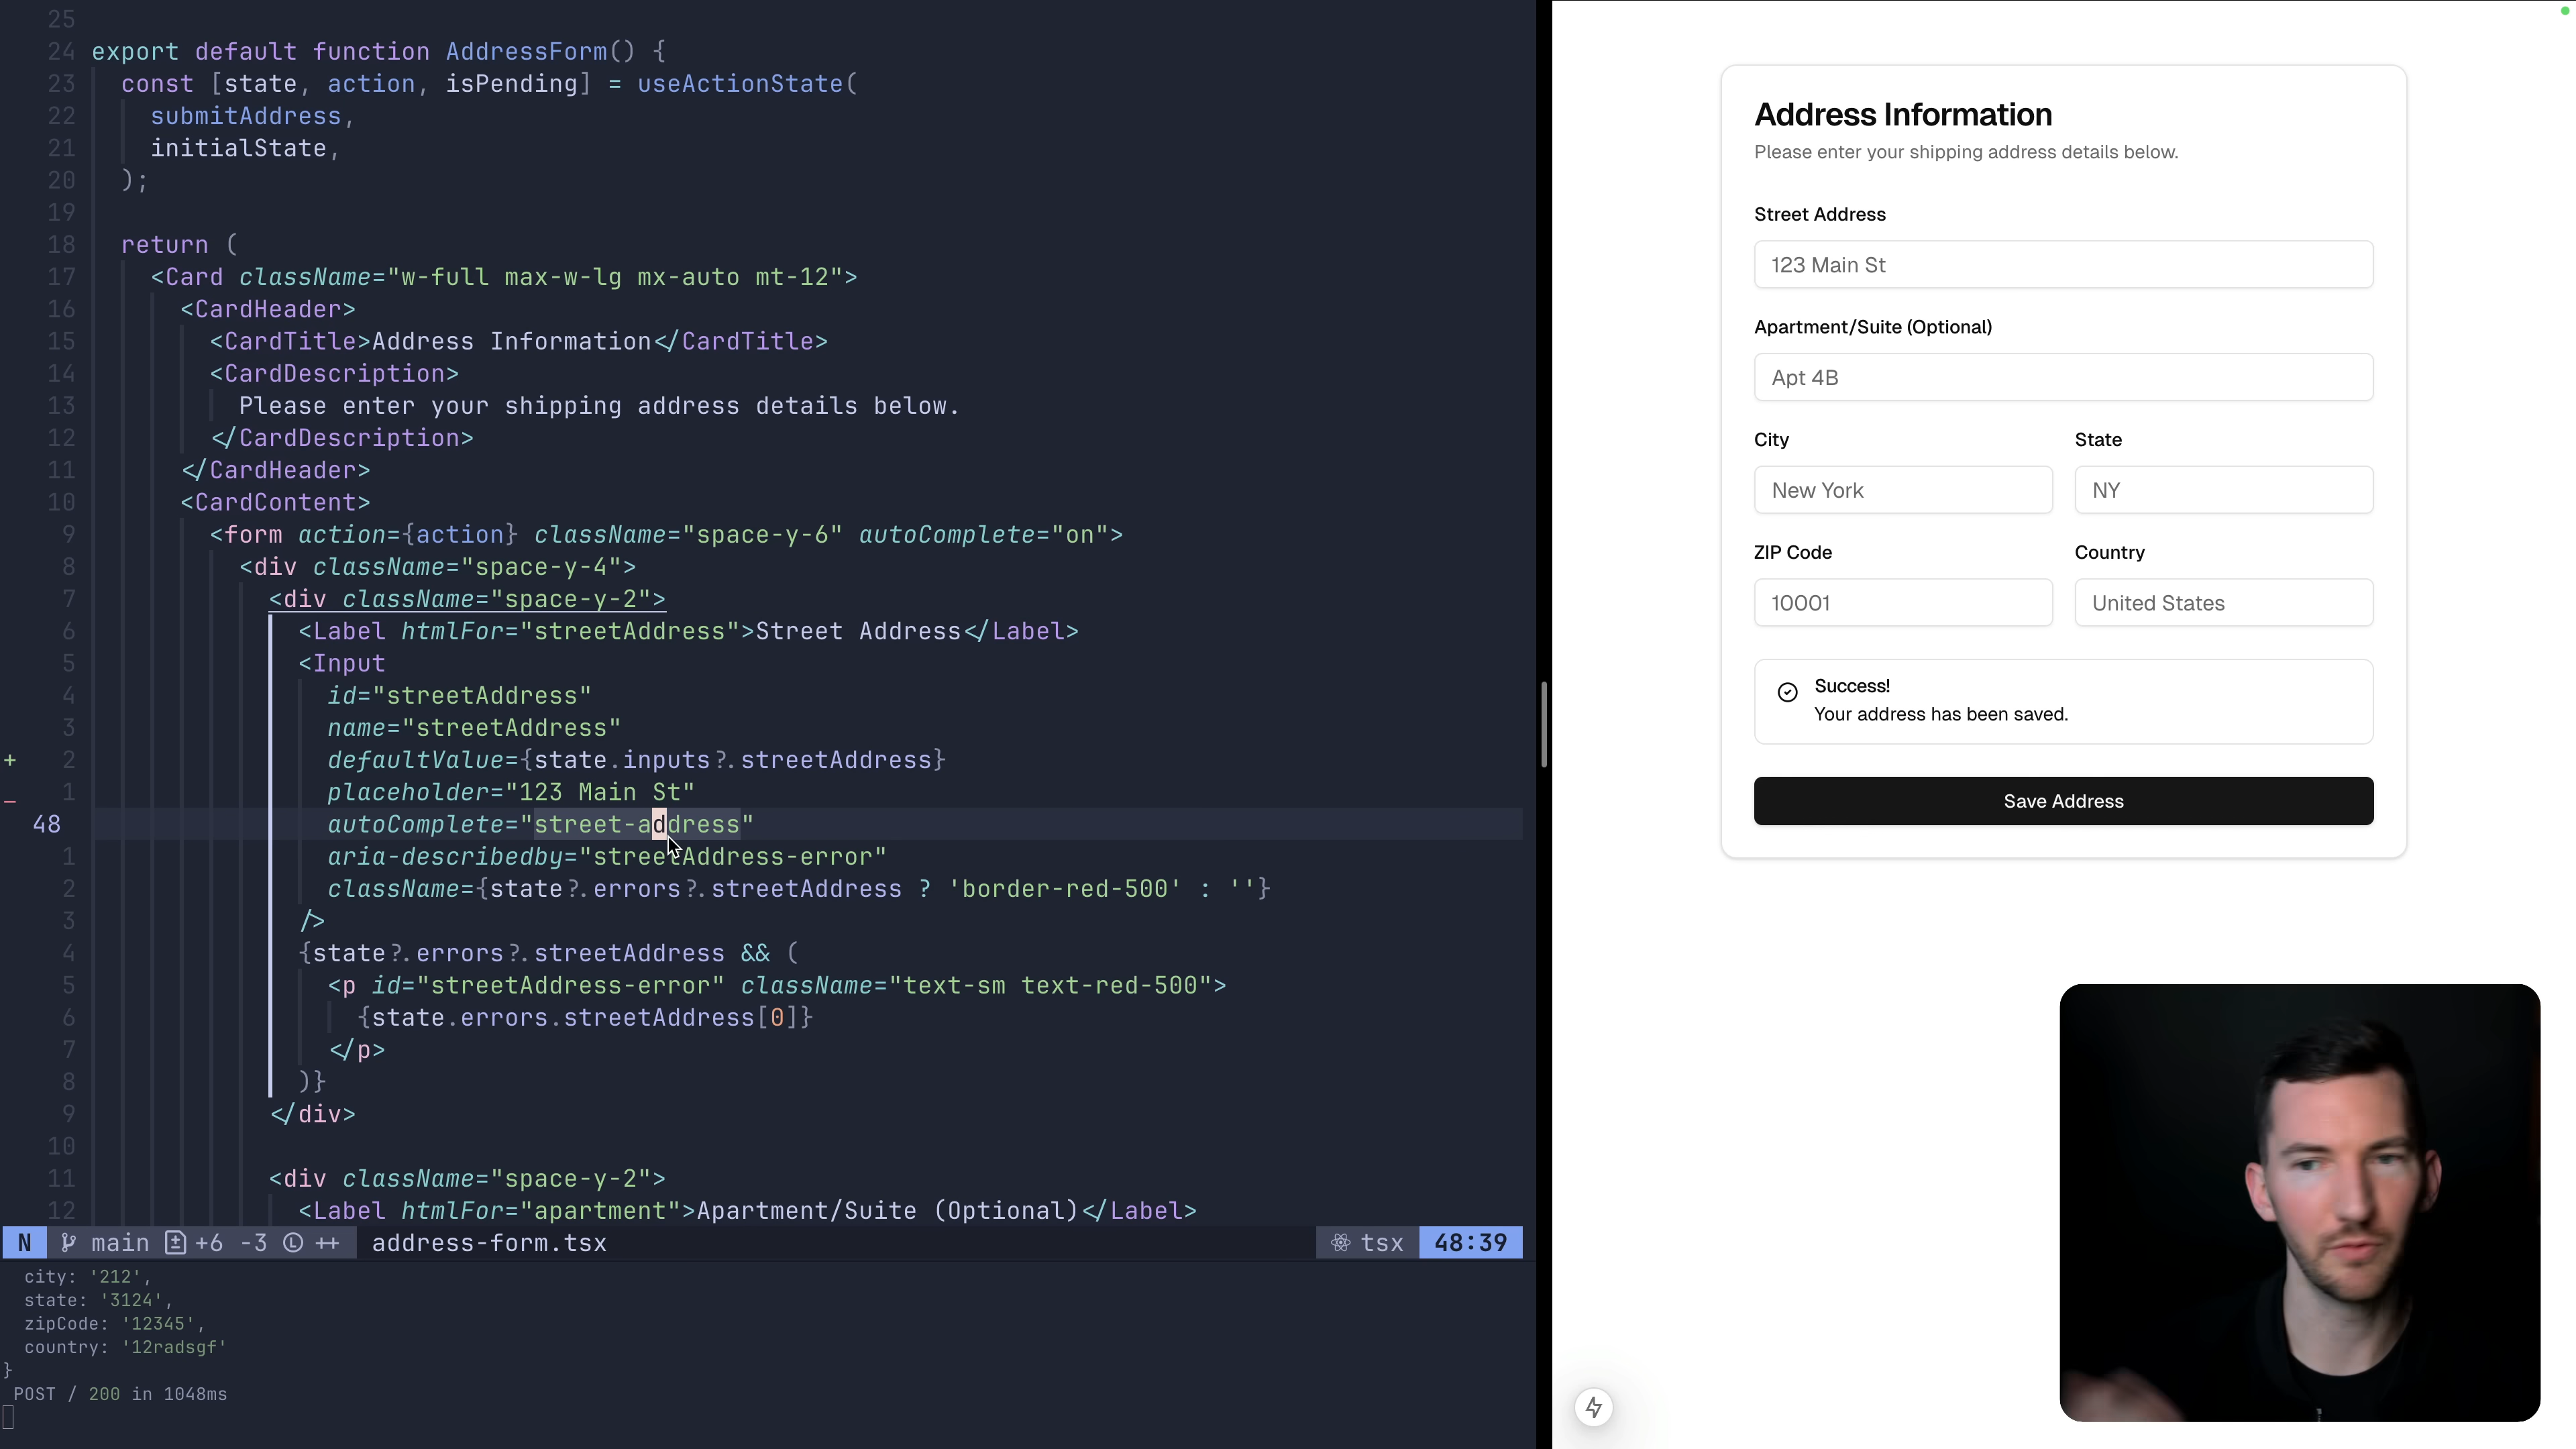 25
24 export default function AddressForm() {
23 const [state, action, isPending] = useActionState(
22 submitAddress,
21 initialState,
20 );
19
18 return (
17 <Card className="w-full max-w-lg mx-auto mt-12">
16 <CardHeader>
15 <CardTitle>Address Information</CardTitle>
14 <CardDescription>
13 Please enter your shipping address details below.
12 </CardDescription>
11 </CardHeader>
10 <CardContent>
9 <form action={action} className="space-y-6" autoComplete="on">
8 <div className="space-y-4">
7 <div className="space-y-2">
6 <Label htmlFor="streetAddress">Street Address</Label>
5 <Input
4 id="streetAddress"
3 name="streetAddress"
+ 2 defaultValue={state.inputs?.streetAddress}
_ 1 placeholder="123 Main St"
48 autoComplete="street-address"
1 aria-describedby="streetAddress-error"
2 className={state?.errors?.streetAddress ? 'border-red-500' : ''}
3 />
4 {state?.errors?.streetAddress && (
5 <p id="streetAddress-error" className="text-sm text-red-500">
6 {state.errors.streetAddress[0]}
7 </p>
8 )}
9 </div>
10
11 <div className="space-y-2">
12 <Label htmlFor="apartment">Apartment/Suite (Optional)</Label>
N main +6 -3 L ++ address-form.tsx tsx 48:39
city: '212',
state: '3124',
zipCode: '12345',
country: '12radsgf'
}
POST / 200 in 1048ms
Address Information
Please enter your shipping address details below.
Street Address
123 Main St
Apartment/Suite (Optional)
Apt 4B
City State
New York NY
ZIP Code Country
10001 United States
Success!
Your address has been saved.
Save Address